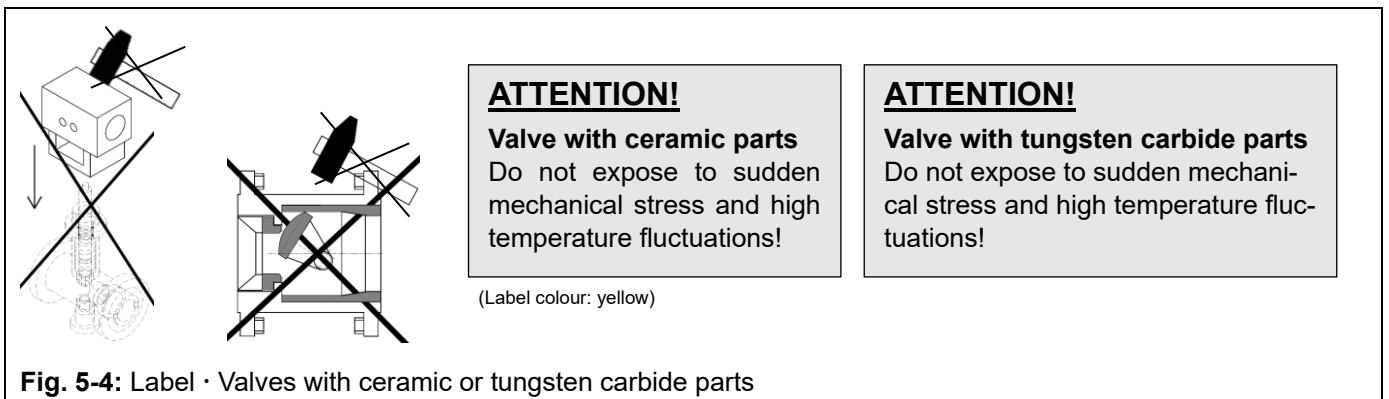 ATTENTION!
Valve with ceramic parts
Do not expose to sudden
mechanical stress and high
temperature fluctuations!
ATTENTION!
Valve with tungsten carbide parts
Do not expose to sudden mechani-
cal stress and high temperature fluc-
tuations!
(Label colour: yellow)
Fig. 5-4: Label · Valves with ceramic or tungsten carbide parts